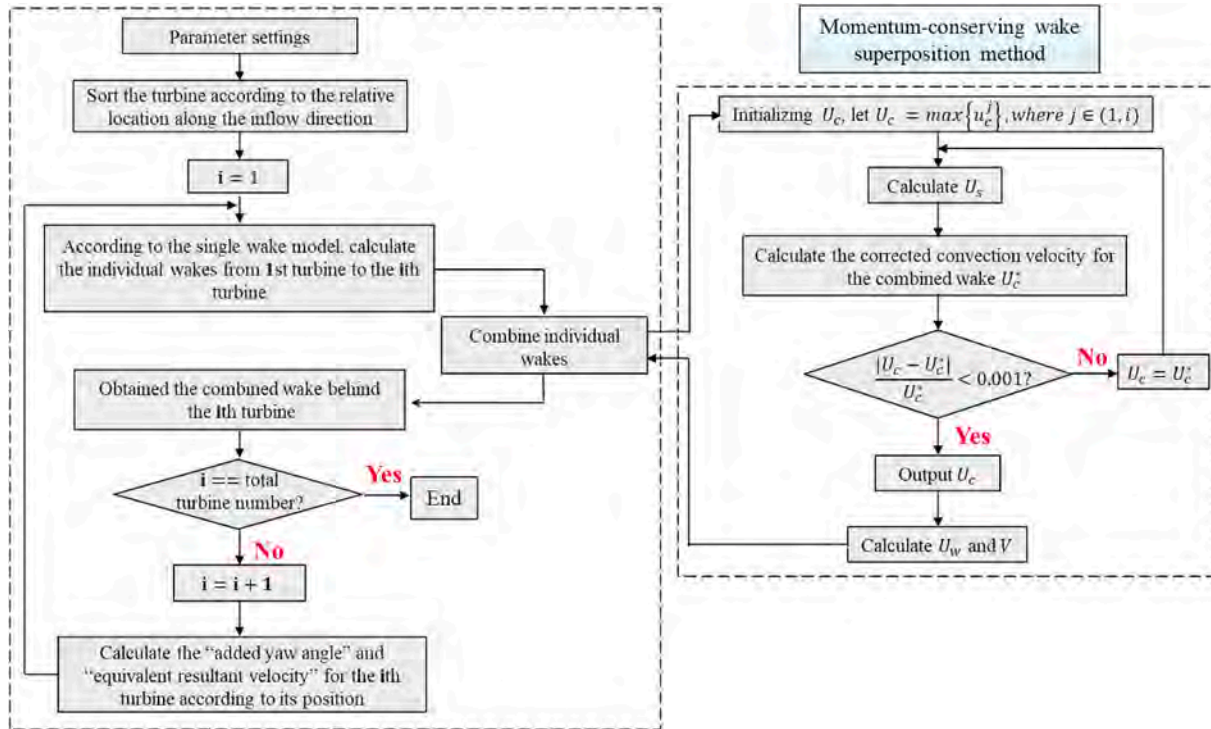 Parameter settings
Sort the turbine according to the relative
location along the inflow direction
i = 1
According to the single wake model, calculate
the individual wakes from 1st turbine to the ith
turbine
Combine individual
wakes
Obtained the combined wake behind
the ith turbine
i == total
turbine number?
Yes
End
No
i = i + 1
Calculate the “added yaw angle” and
“equivalent resultant velocity” for the ith
turbine according to its position
Momentum-conserving wake
superposition method
Initializing U_c, let U_c = max{u_c^j}, where j ∈ (1, i)
Calculate U_s
Calculate the corrected convection velocity for
the combined wake U_c^*
|U_c − U_c^*| / U_c^* < 0.001?
No
U_c = U_c^*
Yes
Output U_c
Calculate U_w and V